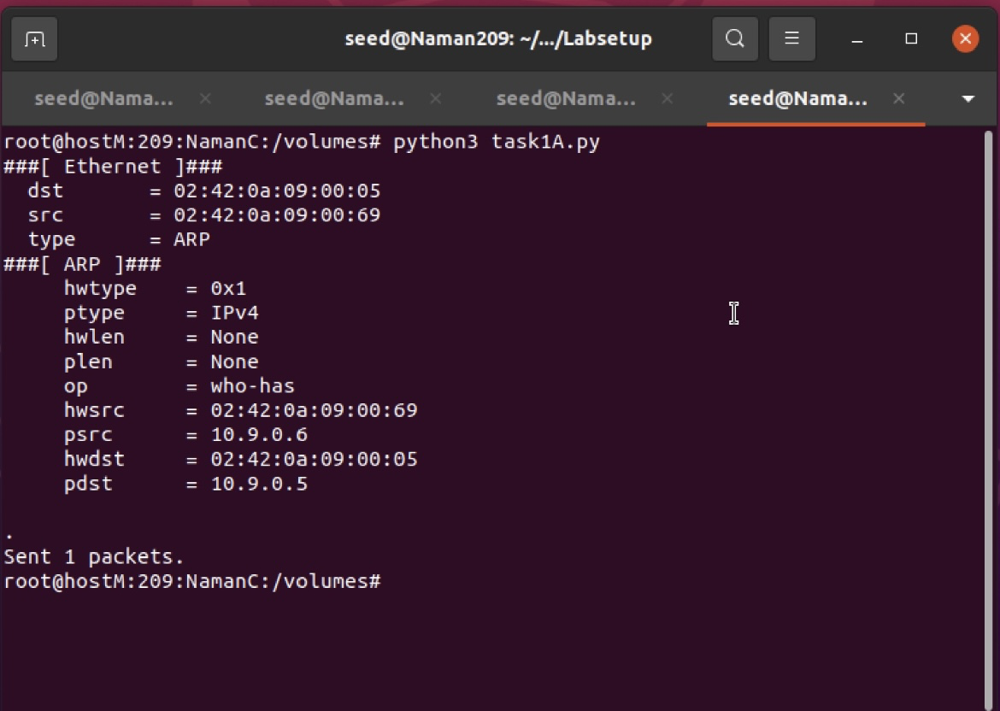 seed@Naman209: ~/.../Labsetup
seed@Nama... seed@Nama... seed@Nama... seed@Nama...
root@hostM:209:NamanC:/volumes# python3 task1A.py
###[ Ethernet ]###
  dst       = 02:42:0a:09:00:05
  src       = 02:42:0a:09:00:69
  type      = ARP
###[ ARP ]###
     hwtype    = 0x1
     ptype     = IPv4
     hwlen     = None
     plen      = None
     op        = who-has
     hwsrc     = 02:42:0a:09:00:69
     psrc      = 10.9.0.6
     hwdst     = 02:42:0a:09:00:05
     pdst      = 10.9.0.5
.
Sent 1 packets.
root@hostM:209:NamanC:/volumes#